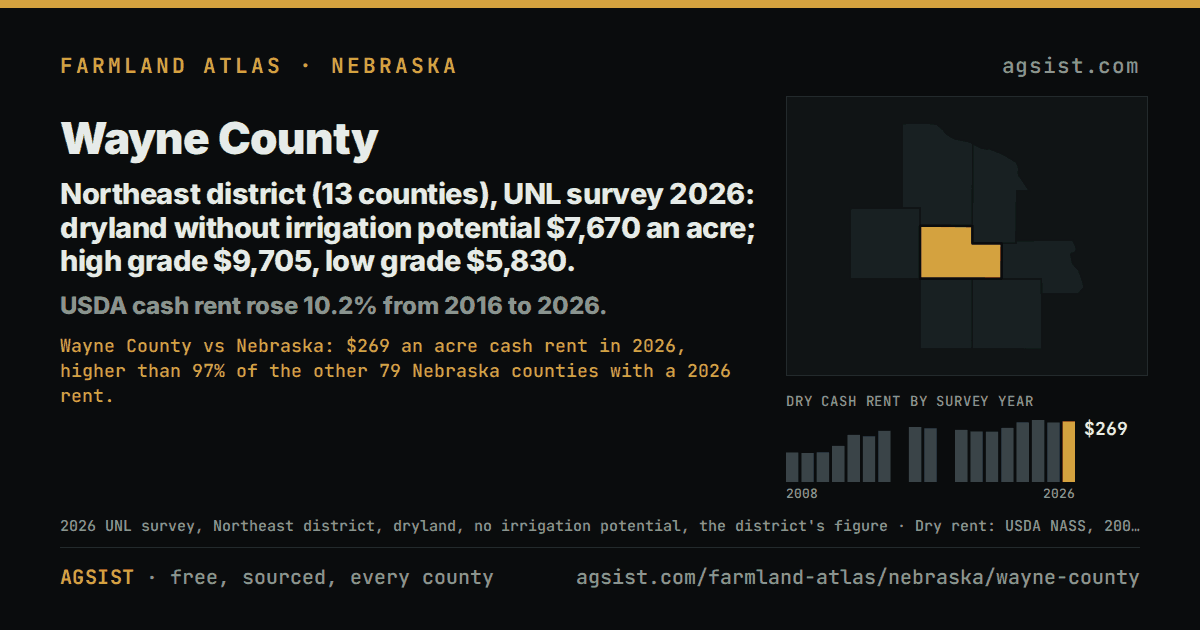 FARMLAND ATLAS · NEBRASKA
agsist.com
Wayne County
Northeast district (13 counties), UNL survey 2026:
dryland without irrigation potential $7,670 an acre;
high grade $9,705, low grade $5,830.
USDA cash rent rose 10.2% from 2016 to 2026.
Wayne County vs Nebraska: $269 an acre cash rent in 2026,
higher than 97% of the other 79 Nebraska counties with a 2026
rent.
DRY CASH RENT BY SURVEY YEAR
$269
2008 2026
2026 UNL survey, Northeast district, dryland, no irrigation potential, the district's figure · Dry rent: USDA NASS, 200…
AGSIST · free, sourced, every county
agsist.com/farmland-atlas/nebraska/wayne-county